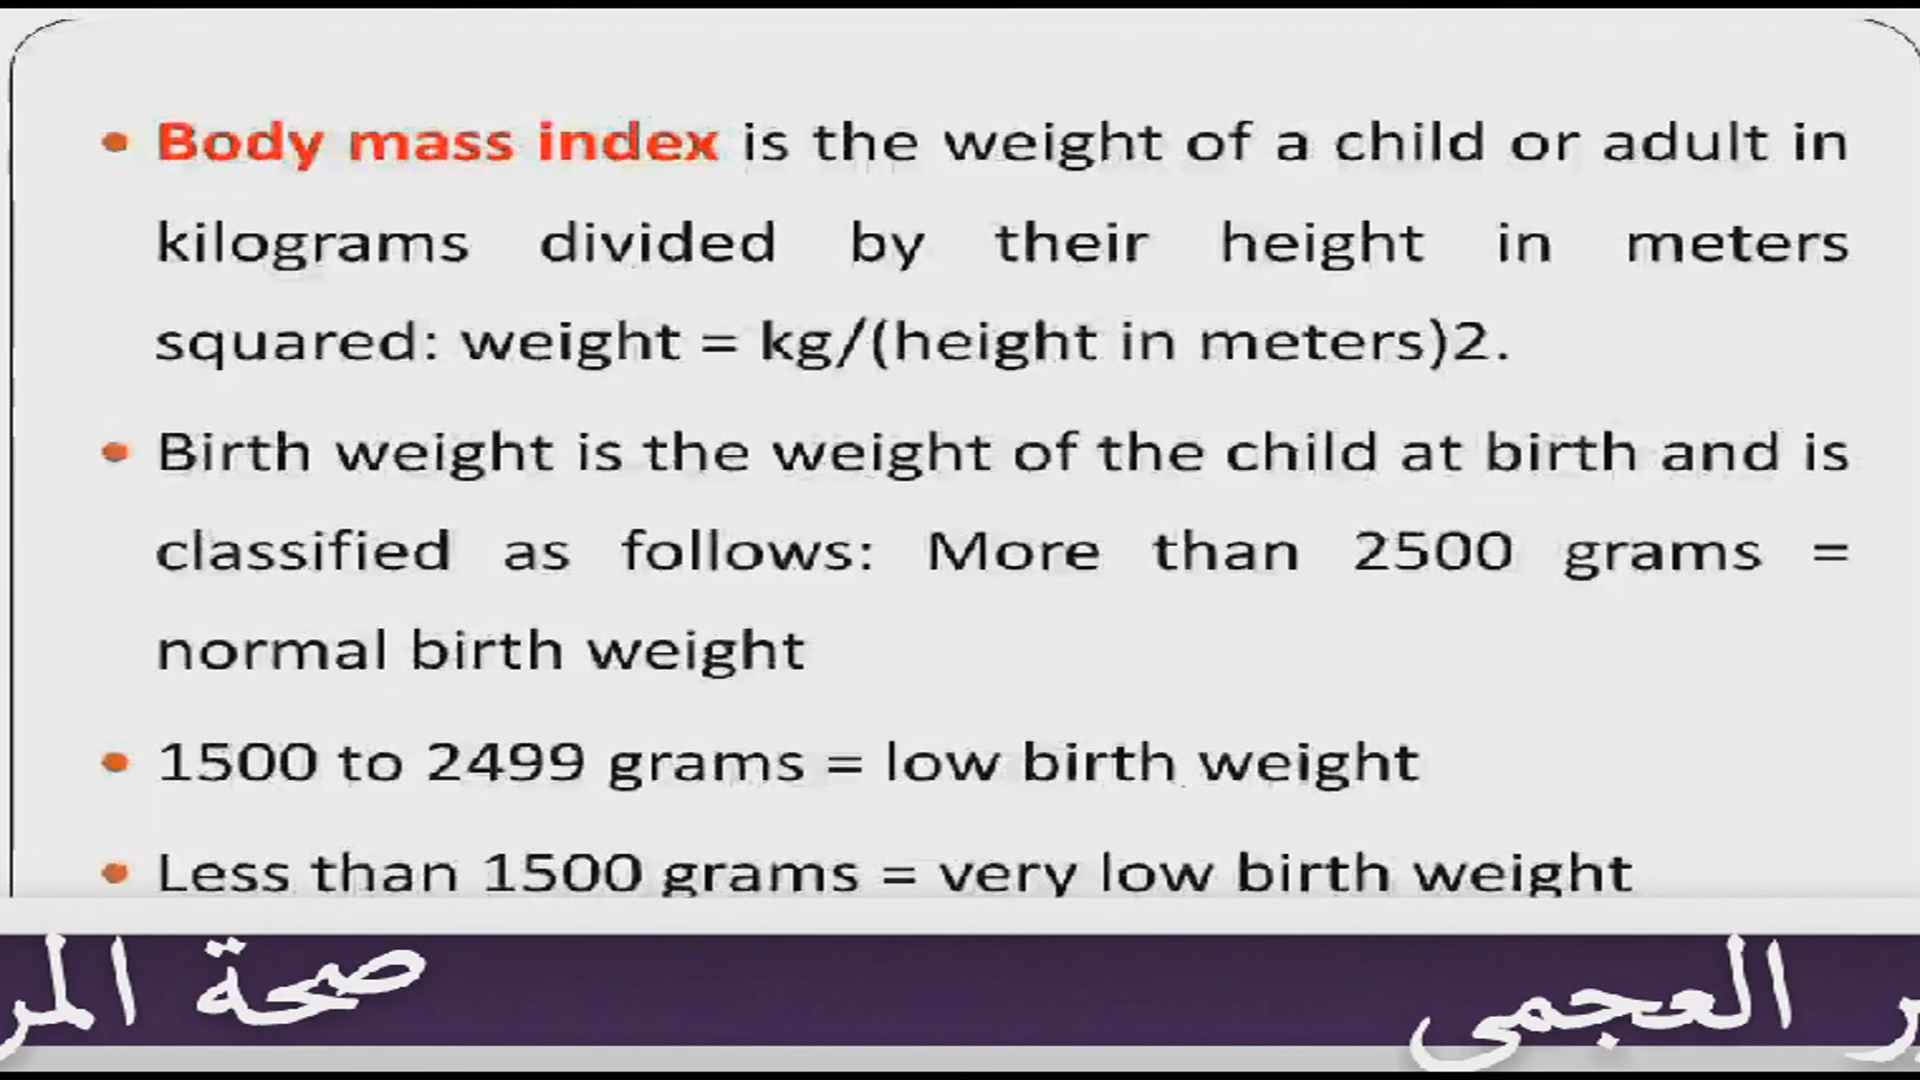 • Body mass index is the weight of a child or adult in
kilograms divided by their height in meters
squared: weight = kg/(height in meters)2.
• Birth weight is the weight of the child at birth and is
classified as follows: More than 2500 grams =
normal birth weight
• 1500 to 2499 grams = low birth weight
• Less than 1500 grams = very low birth weight
العجمى
صحة